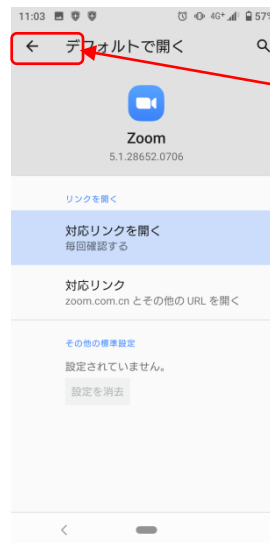 11:03 4G+ 57%
デフォルトで開く
Zoom
5.1.28652.0706
リンクを開く
対応リンクを開く
毎回確認する
対応リンク
zoom.com.cn とその他の URL を開く
その他の標準設定
設定されていません。
設定を消去